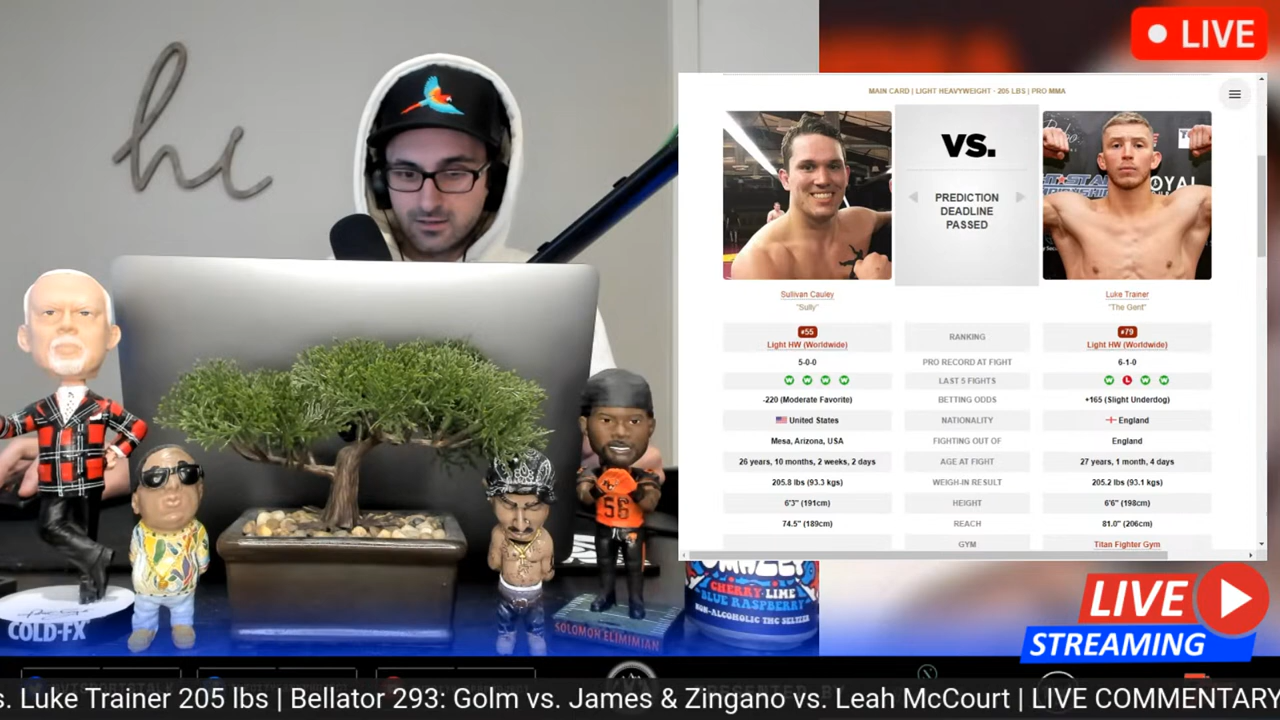 hi
LIVE
MAIN CARD | LIGHT HEAVYWEIGHT - 205 LBS | PRO MMA
VS.
PREDICTION
DEADLINE
PASSED
ROYAL
Sullivan Cauley
"Sully"
Luke Trainer
"The Gent"
#55
Light HW (Worldwide)
RANKING
#79
Light HW (Worldwide)
5-0-0
PRO RECORD AT FIGHT
6-1-0
W W W W
LAST 5 FIGHTS
W L W W
-220 (Moderate Favorite)
BETTING ODDS
+165 (Slight Underdog)
United States
NATIONALITY
England
Mesa, Arizona, USA
FIGHTING OUT OF
England
26 years, 10 months, 2 weeks, 2 days
AGE AT FIGHT
27 years, 1 month, 4 days
205.8 lbs (93.3 kgs)
WEIGH-IN RESULT
205.2 lbs (93.1 kgs)
6'3" (191cm)
HEIGHT
6'6" (198cm)
74.5" (189cm)
REACH
81.0" (206cm)
GYM
Titan Fighter Gym
56
COLD-FX
SOLOMON ELIMIMIAN
CHERRY-LIME
BLUE RASPBERRY
NON-ALCOHOLIC THC SELTZER
LIVE
STREAMING
s. Luke Trainer 205 lbs | Bellator 293: Golm vs. James & Zingano vs. Leah McCourt | LIVE COMMENTARY